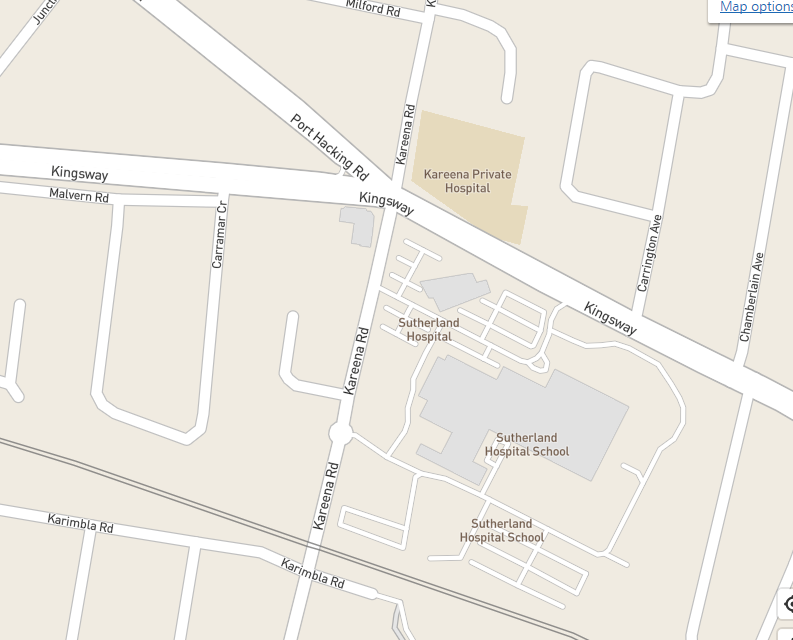 Map options
Milford Rd
Junct
K
Kareena Rd
Port Hacking Rd
Kareena Private
Hospital
Kingsway
Malvern Rd
Kingsway
Carramar Cr
Carrington Ave
Chamberlain Ave
Kingsway
Sutherland
Hospital
Kareena Rd
Sutherland
Hospital School
Kareena Rd
Karimbla Rd
Sutherland
Hospital School
Karimbla Rd